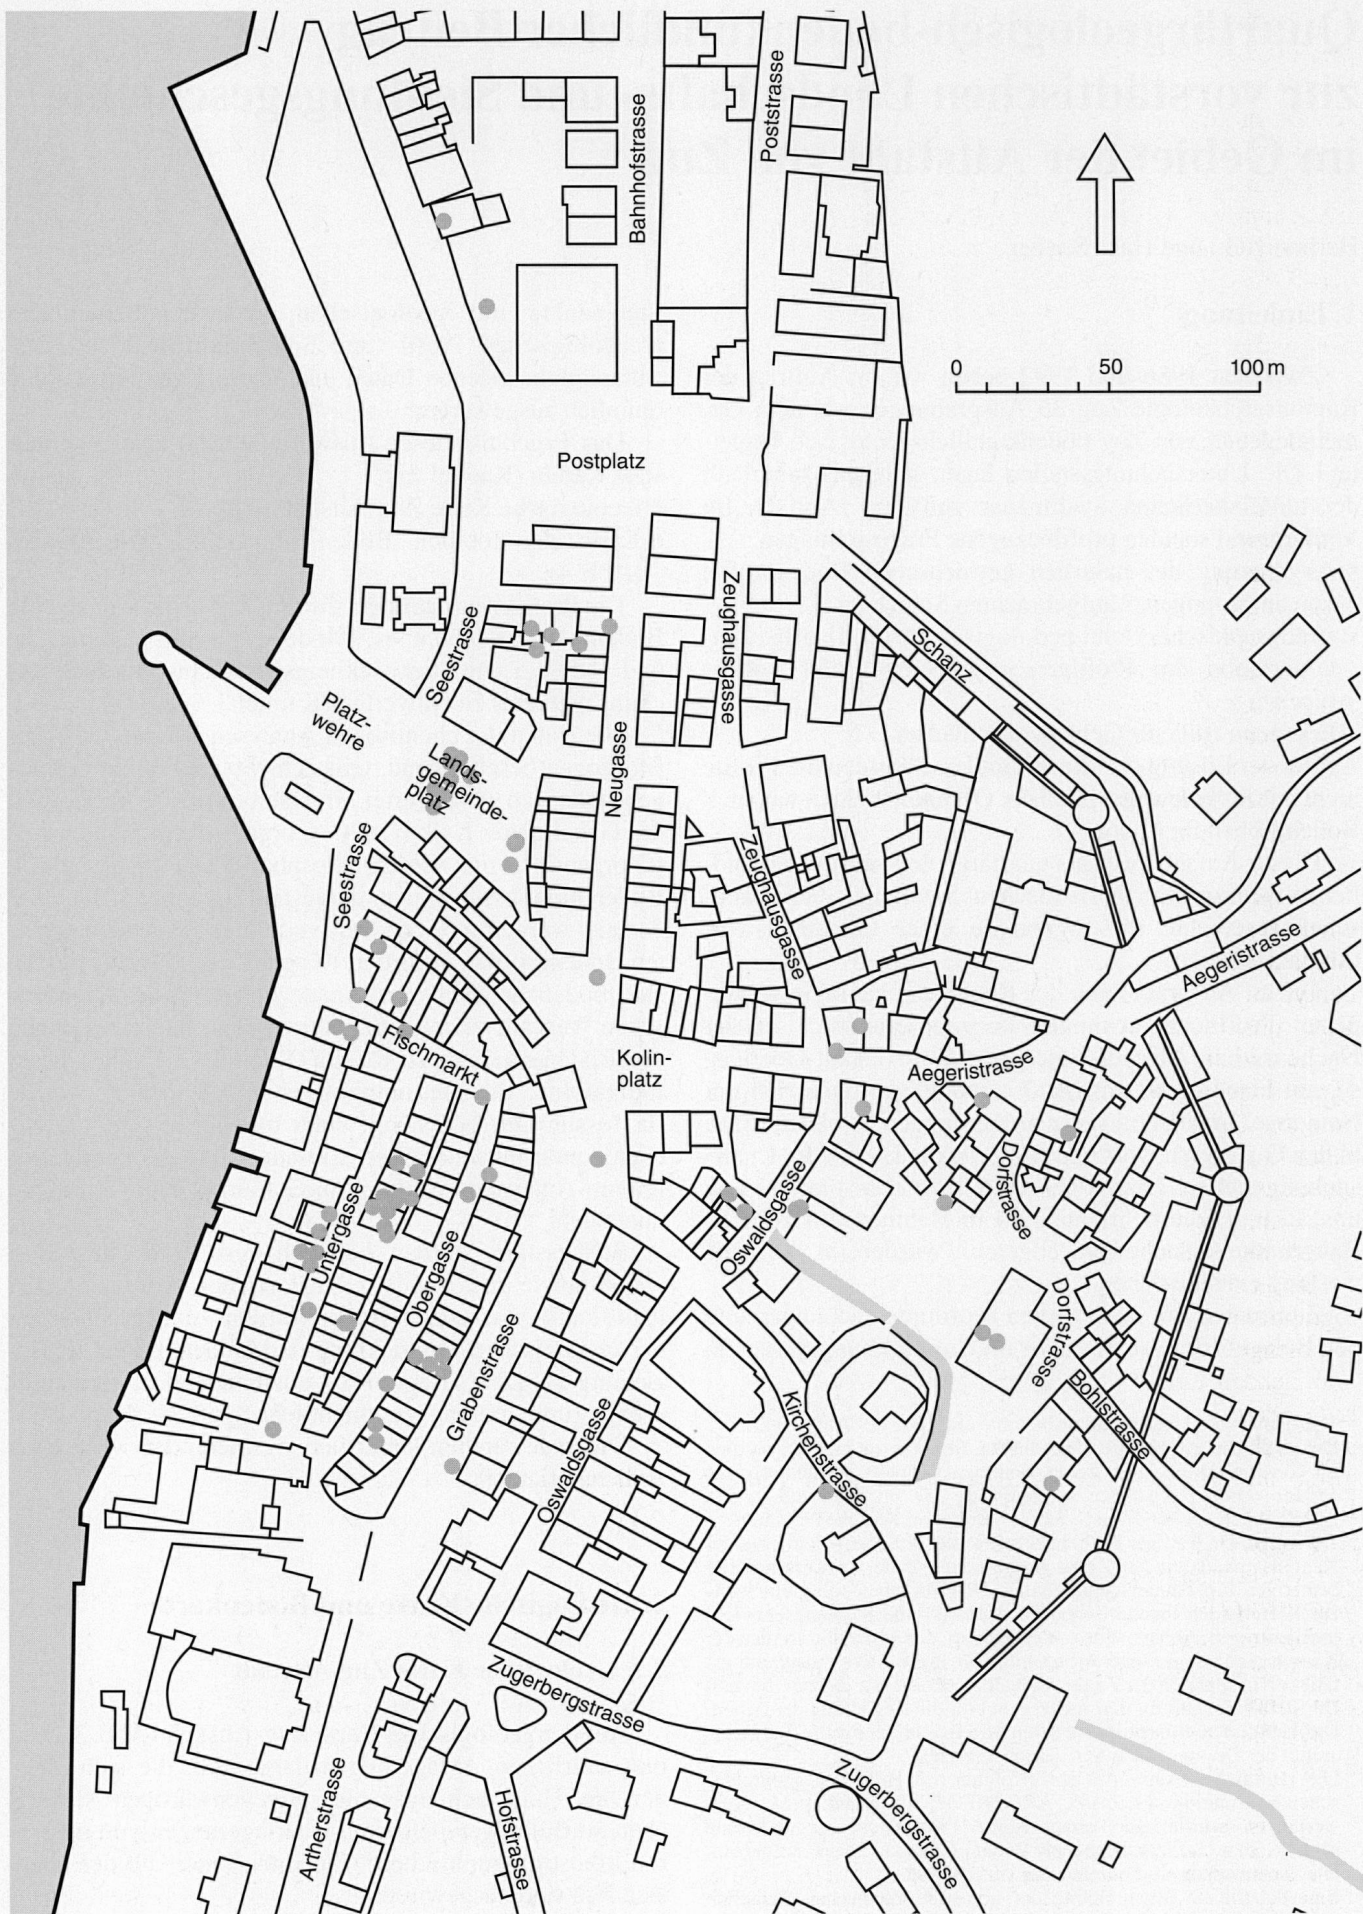 Bahnhofstrasse
Poststrasse
0 50 100 m
Postplatz
Zeughausgasse
Seestrasse
Schanz
Platz-
wehre
Neugasse
Lands-
gemeinde-
platz
Seestrasse
Zeughausgasse
Aegeristrasse
Fischmarkt
Kolin-
platz
Aegeristrasse
Dorfstrasse
Oswaldsgasse
Untergasse
Obergasse
Grabenstrasse
Dorfstrasse
Bohlstrasse
Kirchenstrasse
Oswaldsgasse
Zugerbergstrasse
Zugerbergstrasse
Artherstrasse
Hofstrasse